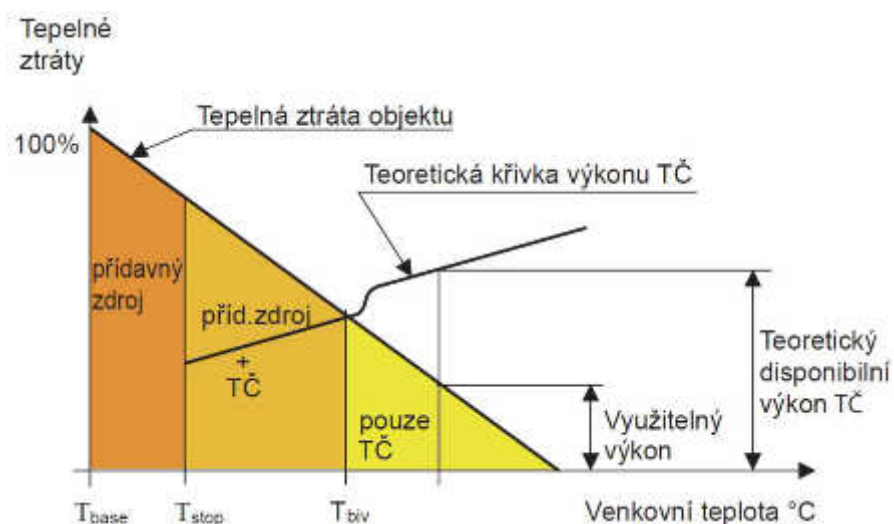 Tepelné
ztráty
100%
Tepelná ztráta objektu
Teoretická křivka výkonu TČ
přídavný
zdroj
příd.zdroj
+
TČ
pouze
TČ
Využitelný
výkon
Teoretický
disponibilní
výkon TČ
Tbase
Tstop
Tbiv
Venkovní teplota °C